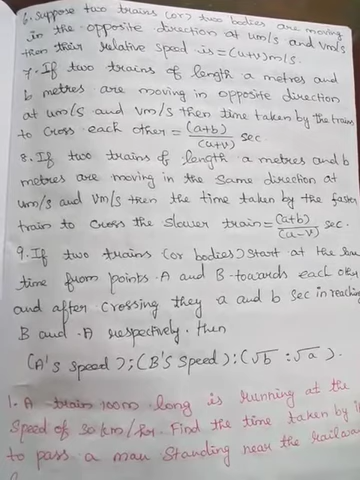 6. Suppose two trains (or) two bodies are moving
in the opposite direction at um/s and vm/s
then their relative speed is = (u+v)m/s.
7. If two trains of length a metres and
b metres are moving in opposite direction
at um/s and vm/s then time taken by the trains
to cross each other = (a+b)/(u+v) sec.
8. If two trains of length a metres and b
metres are moving in the same direction at
um/s and vm/s then the time taken by the faster
train to cross the slower train = (a+b)/(u-v) sec.
9. If two trains (or bodies) start at the same
time from points A and B towards each other
and after crossing they a and b sec in reaching
B and A respectively. then
(A's speed) : (B's speed) : (√b : √a).
1. A train 100m long is running at the
speed of 30 km/hr. Find the time taken by
to pass a man standing near the railway